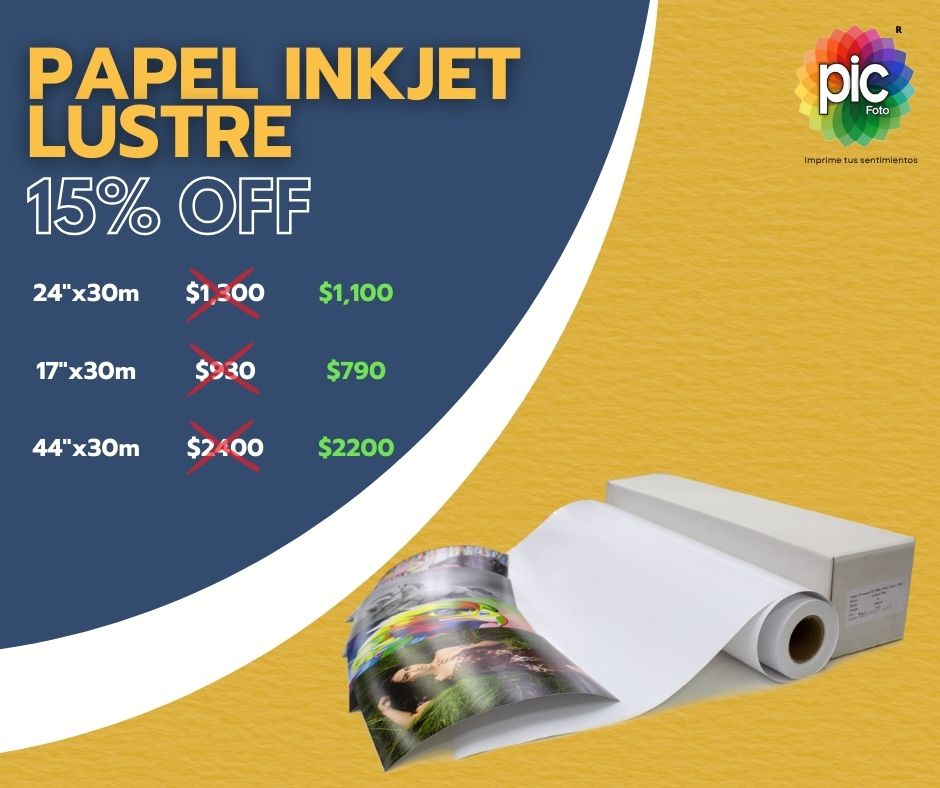 PAPEL INKJET
LUSTRE
15% OFF
24"x30m $1,300 $1,100
17"x30m $930 $790
44"x30m $2400 $2200
R
pic
Foto
Imprime tus sentimientos